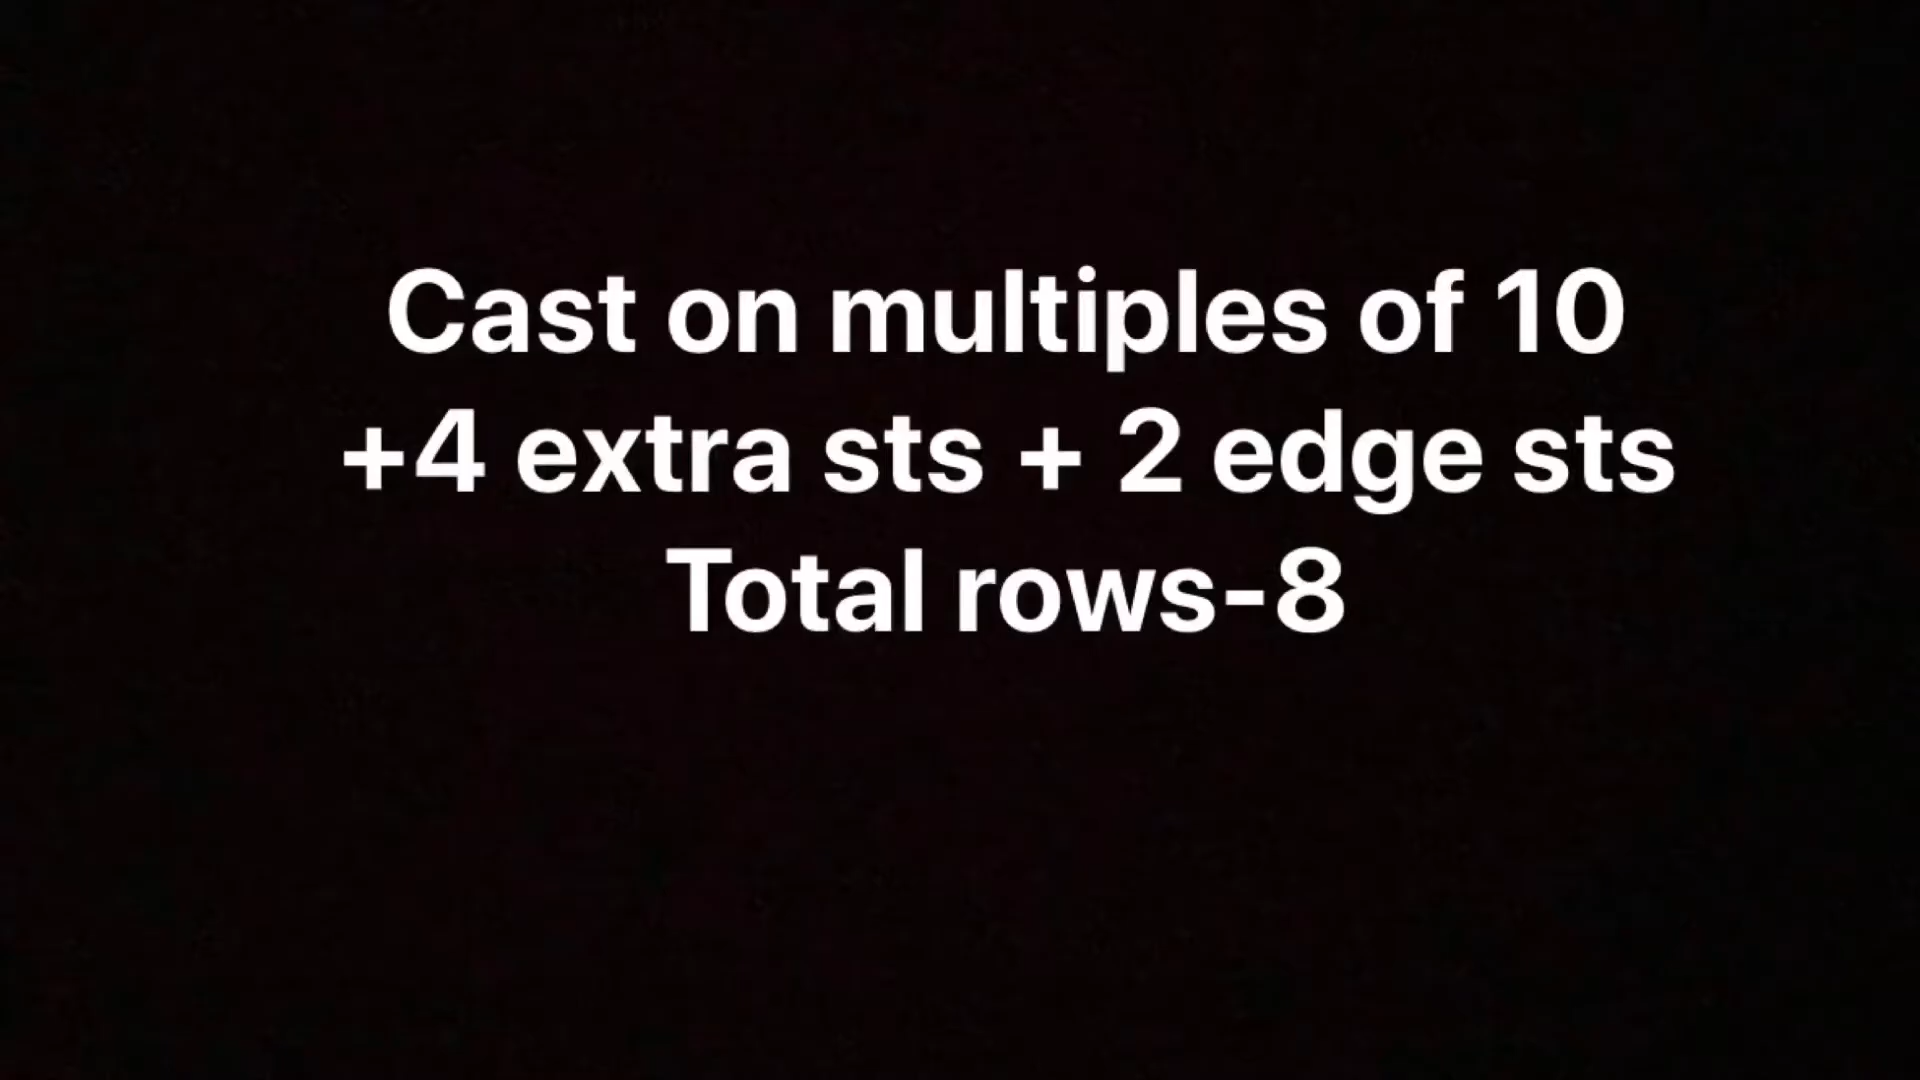 Cast on multiples of 10
+4 extra sts + 2 edge sts
Total rows-8